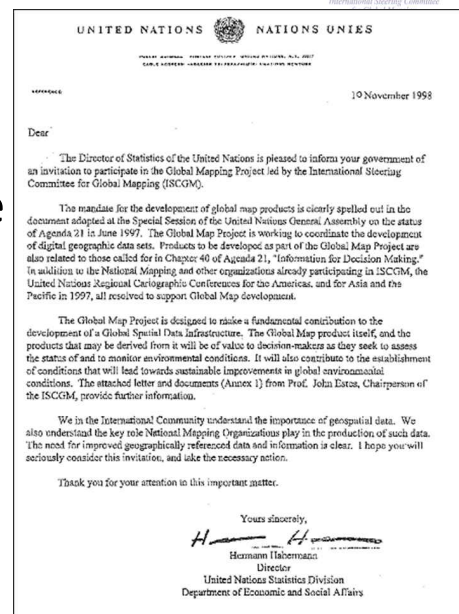 International Steering Committee
UNITED NATIONS NATIONS UNIES
10 November 1998
Dear
The Director of Statistics of the United Nations is pleased to inform your government of
an invitation to participate in the Global Mapping Project led by the International Steering
Committee for Global Mapping (ISCGM).
The mandate for the development of global map products is clearly spelled out in the
document adopted at the Special Session of the United Nations General Assembly on the status
of Agenda 21 in June 1997. The Global Map Project is working to coordinate the development
of digital geographic data sets. Products to be developed as part of the Global Map Project are
also related to those called for in Chapter 40 of Agenda 21, "Information for Decision Making."
In addition to the National Mapping and other organizations already participating in ISCGM, the
United Nations Regional Cartographic Conferences for the Americas, and for Asia and the
Pacific in 1997, all resolved to support Global Map development.
The Global Map Project is designed to make a fundamental contribution to the
development of a Global Spatial Data Infrastructure. The Global Map product itself, and the
products that may be derived from it will be of value to decision-makers as they seek to assess
the status of and to monitor environmental conditions. It will also contribute to the establishment
of conditions that will lead towards sustainable improvements in global environmental
conditions. The attached letter and documents (Annex 1) from Prof. John Estes, Chairperson of
the ISCGM, provide further information.
We in the International Community understand the importance of geospatial data. We
also understand the key role National Mapping Organizations play in the production of such data.
The need for improved geographically referenced data and information is clear. I hope you will
seriously consider this invitation, and take the necessary action.
Thank you for your attention to this important matter.
Yours sincerely,
Hermann Habermann
Director
United Nations Statistics Division
Department of Economic and Social Affairs